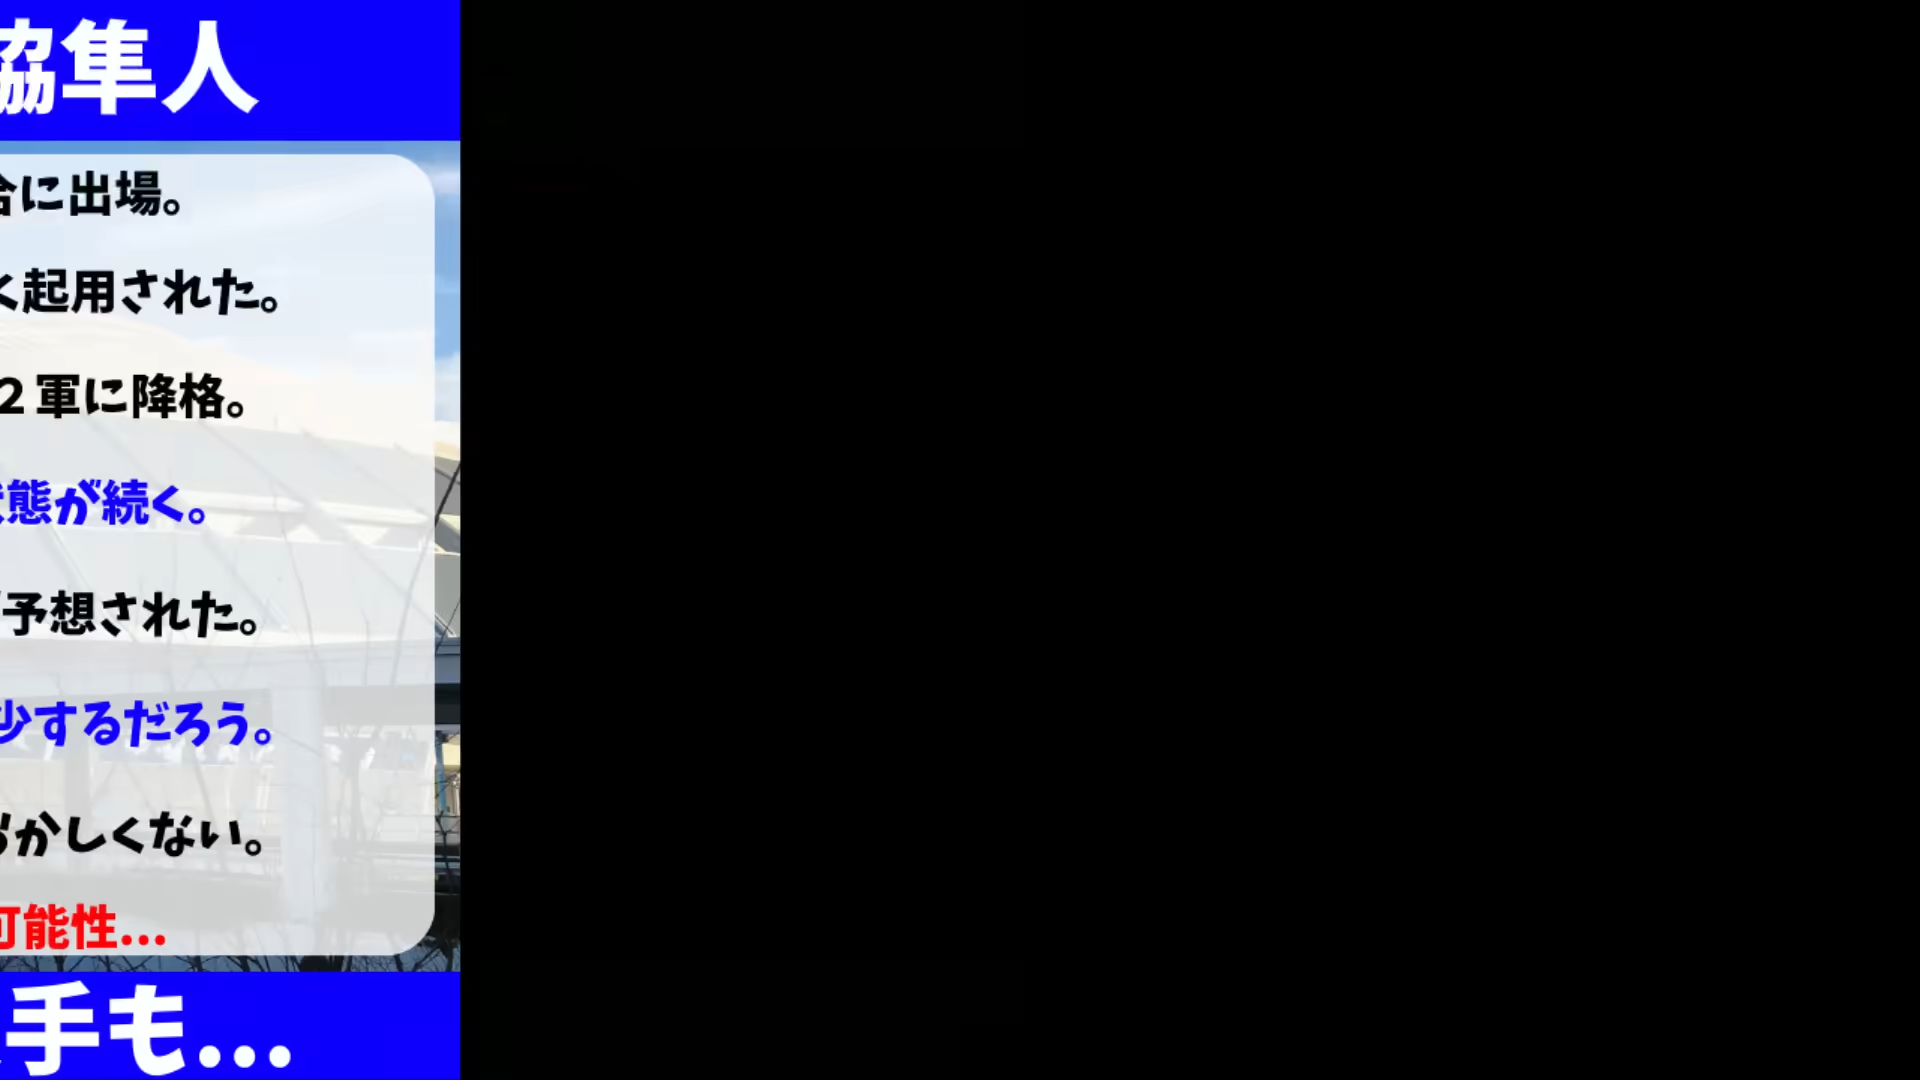 協隼人
合に出場。
く起用された。
2軍に降格。
態が続く。
予想された。
少するだろう。
おかしくない。
可能性...
手も...